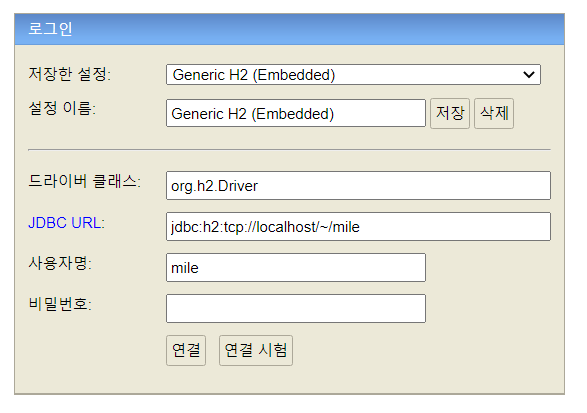 로그인
저장한 설정: Generic H2 (Embedded)
설정 이름: Generic H2 (Embedded) 저장 삭제
드라이버 클래스: org.h2.Driver
JDBC URL: jdbc:h2:tcp://localhost/~/mile
사용자명: mile
비밀번호:
연결 연결 시험